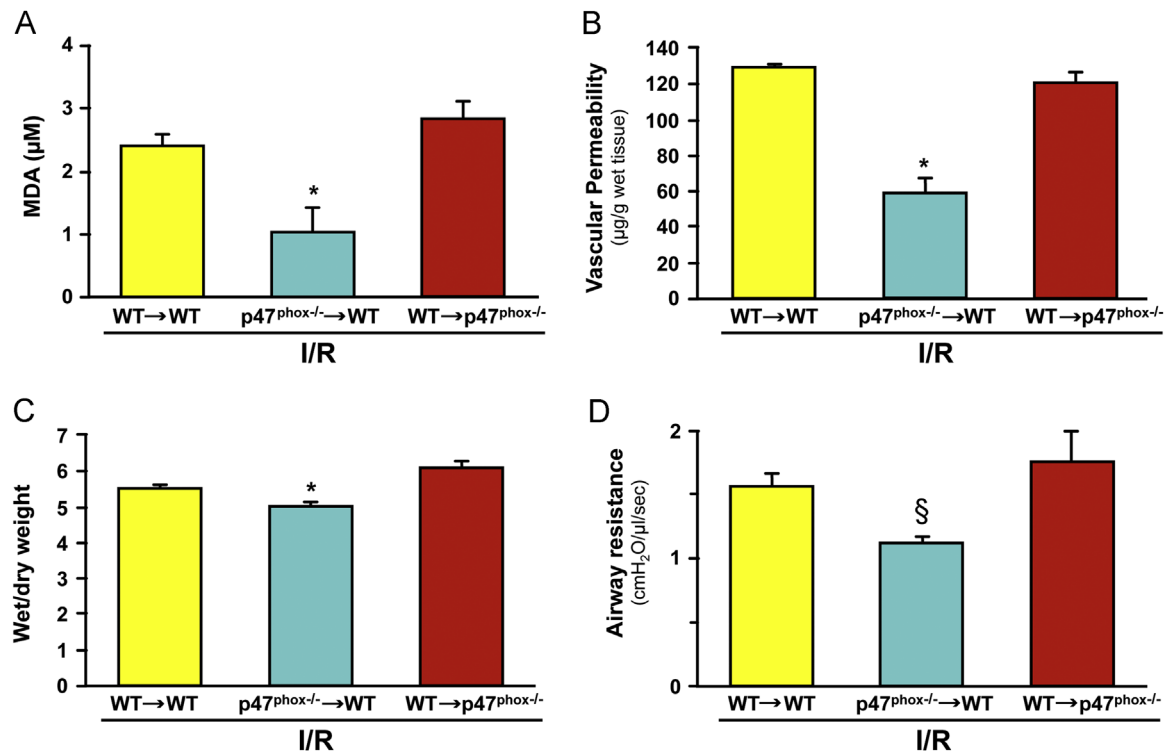 A
MDA (µM)
4
3
2
1
0
*
WT→WT
p47phox-/-→WT
WT→p47phox-/-
I/R
B
Vascular Permeability
(µg/g wet tissue)
140
120
100
80
60
40
20
0
*
WT→WT
p47phox-/-→WT
WT→p47phox-/-
I/R
C
Wet/dry weight
7
6
5
4
3
2
1
0
*
WT→WT
p47phox-/-→WT
WT→p47phox-/-
I/R
D
Airway resistance
(cmH2O/µl/sec)
2
1
0
§
WT→WT
p47phox-/-→WT
WT→p47phox-/-
I/R